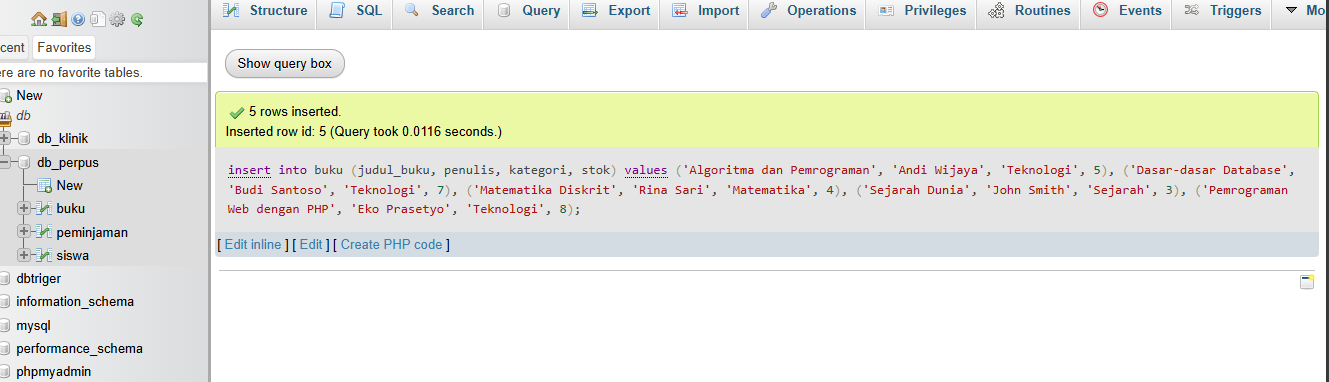 Structure SQL Search Query Export Import Operations Privileges Routines Events Triggers Mo
cent Favorites
ere are no favorite tables.
New
db
db_klinik
db_perpus
New
buku
peminjaman
siswa
dbtriger
information_schema
mysql
performance_schema
phpmyadmin
Show query box
5 rows inserted.
Inserted row id: 5 (Query took 0.0116 seconds.)
insert into buku (judul_buku, penulis, kategori, stok) values ('Algoritma dan Pemrograman', 'Andi Wijaya', 'Teknologi', 5), ('Dasar-dasar Database',
'Budi Santoso', 'Teknologi', 7), ('Matematika Diskrit', 'Rina Sari', 'Matematika', 4), ('Sejarah Dunia', 'John Smith', 'Sejarah', 3), ('Pemrograman
Web dengan PHP', 'Eko Prasetyo', 'Teknologi', 8);
[ Edit inline ] [ Edit ] [ Create PHP code ]